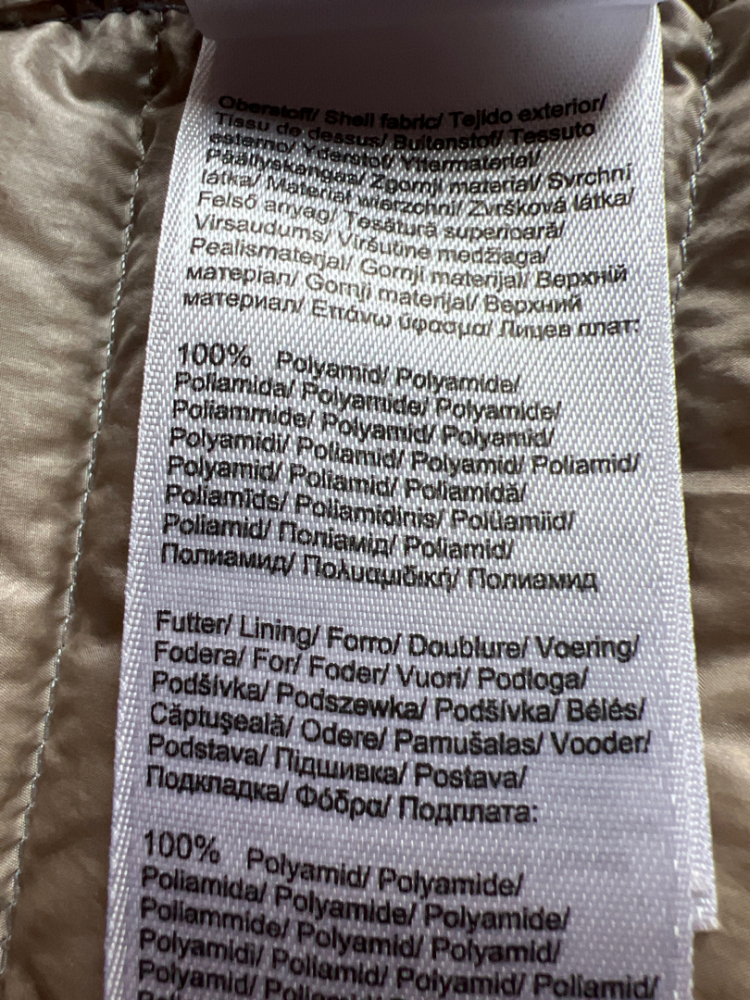 Oberstoff/ Shell fabric/ Tejido exterior/
Tissu de dessus/ Buitenstof/ Tessuto
esterno/ Yderstof/ Yttermaterial/
Päällyskangas/ Zgornji material/ Svrchní
látka/ Materiał wierzchni/ Zvršková látka/
Felső anyag/ Țesătură superioară/
Virsaudums/ Viršutinė medžiaga/
Pealismaterjal/ Gornji materijal/ Верхній
матеріал/ Gornji materijal/ Верхний
материал/ Επάνω ύφασμα/ Лицев плат:
100% Polyamid/ Polyamide/
Poliamida/ Polyamide/ Polyamide/
Poliammide/ Polyamid/ Polyamid/
Polyamidi/ Poliamid/ Polyamid/ Poliamid/
Polyamid/ Poliamid/ Poliamidă/
Poliamīds/ Poliamidinis/ Polüamiid/
Poliamid/ Поліамід/ Poliamid/
Полиамид/ Πολυαμιδική/ Полиамид
Futter/ Lining/ Forro/ Doublure/ Voering/
Fodera/ For/ Foder/ Vuori/ Podloga/
Podšívka/ Podszewka/ Podšívka/ Bélés/
Căptuşeală/ Odere/ Pamušalas/ Vooder/
Podstava/ Підшивка/ Postava/
Подкладка/ Φόδρα/ Подплата:
100% Polyamid/ Polyamide/
Poliamida/ Polyamide/ Polyamide/
Poliammide/ Polyamid/ Polyamid/
Polyamidi/ Poliamid/ Polyamid/ Poliamid/
Polyamid/ Poliamid/